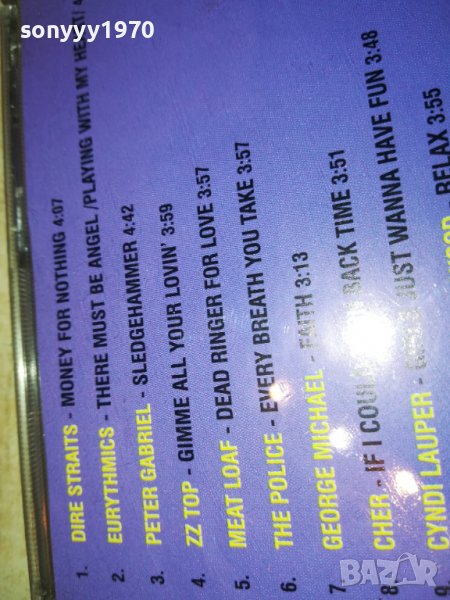 sonyyy1970
1. DIRE STRAITS - MONEY FOR NOTHING 4:07
2. EURYTHMICS - THERE MUST BE ANGEL /PLAYING WITH MY HEART/
3. PETER GABRIEL - SLEDGEHAMMER 4:42
4. ZZ TOP - GIMME ALL YOUR LOVIN' 3:59
5. MEAT LOAF - DEAD RINGER FOR LOVE 3:57
6. THE POLICE - EVERY BREATH YOU TAKE 3:57
7. GEORGE MICHAEL - FAITH 3:13
8. CHER - IF I COULD BACK TIME 3:51
9. CYNDI LAUPER - GIRLS JUST WANNA HAVE FUN 3:48
- RELAX 3:55
BAZAR